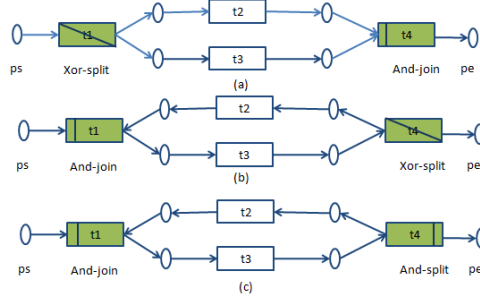 t2
t1
t3
t4
ps
Xor-split
(a)
And-join
pe
t2
t1
t4
t3
ps
And-join
(b)
Xor-split
pe
t2
t1
t4
t3
ps
And-join
(c)
And-split
pe